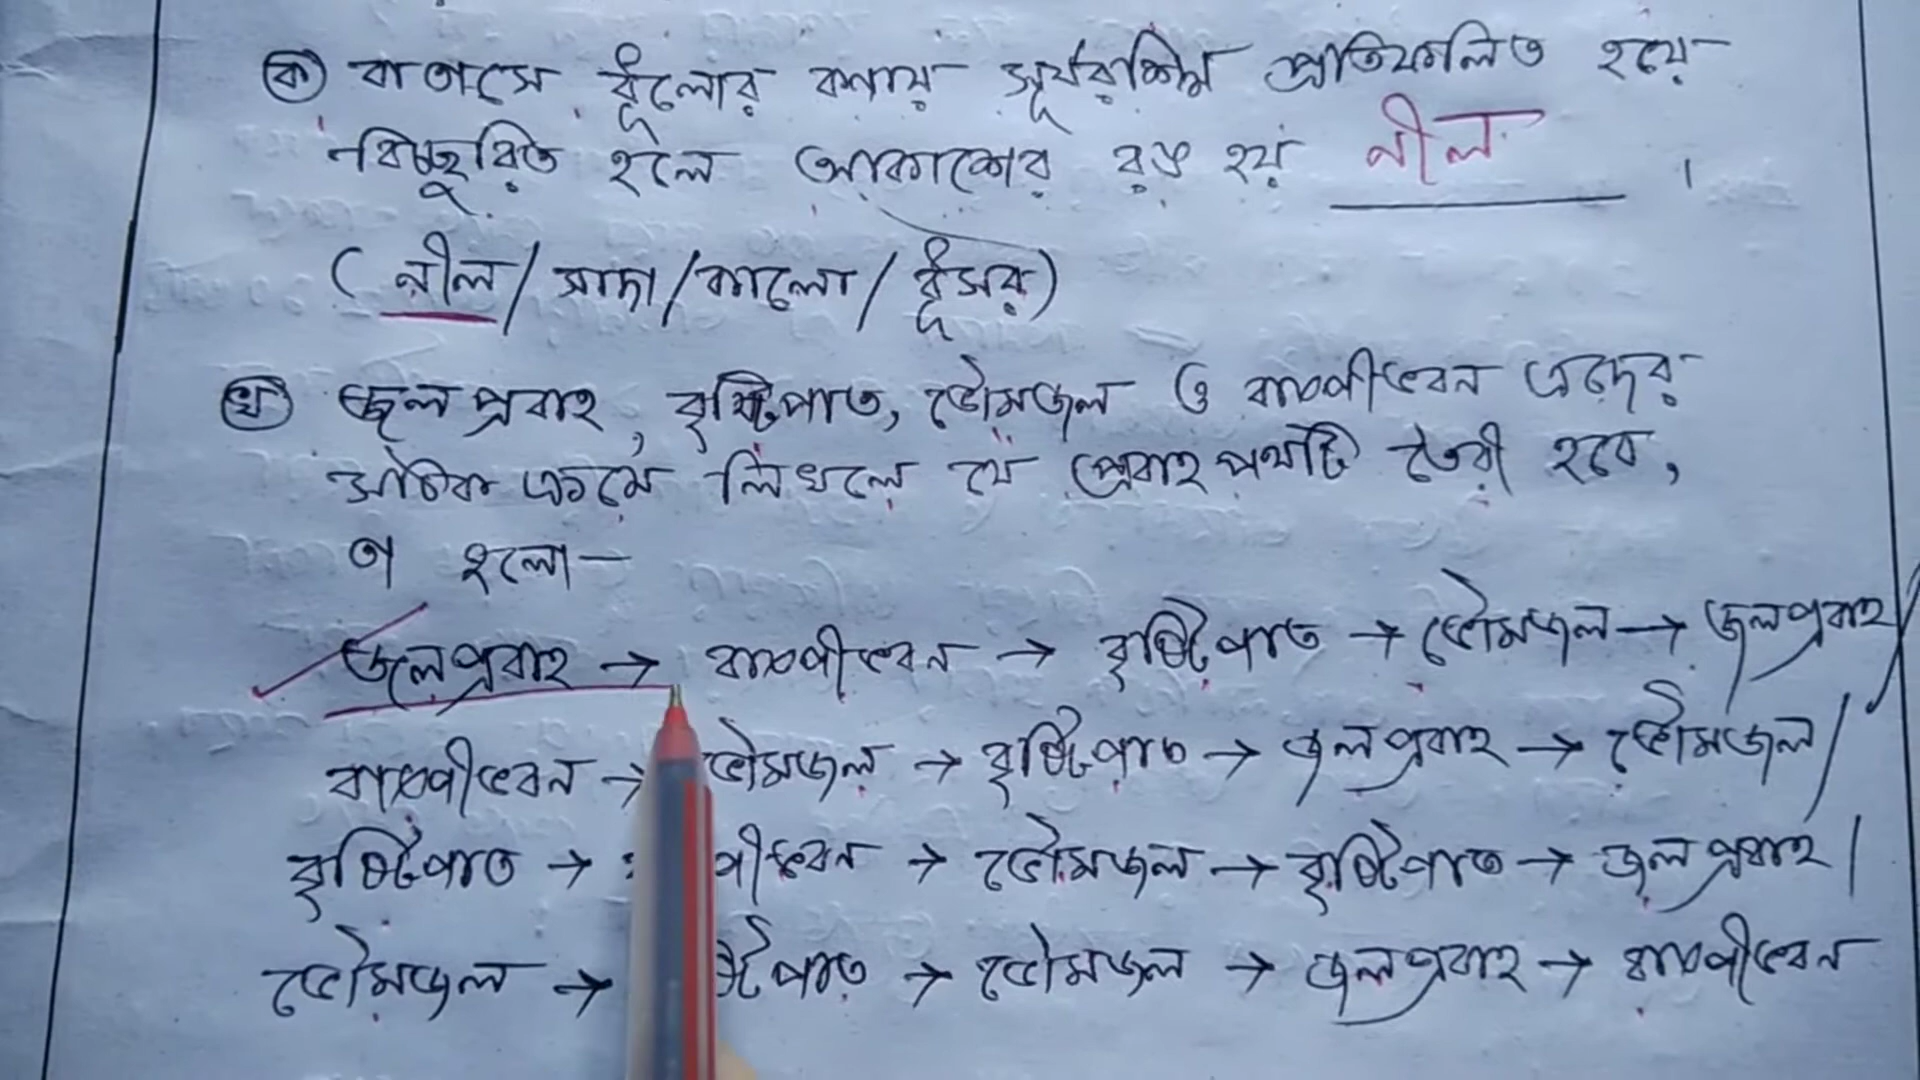 ক বাতাসে ধূলোর কণায় সূর্যরশ্মি প্রতিফলিত হয়ে
বিচ্ছুরিত হলে আকাশের রঙ হয় নীল ।
( নীল / সাদা / কালো / ধূসর )
খ জলপ্রবাহ, বৃষ্টিপাত, ভৌমজল ও বাষ্পীভবন এদের
সঠিক ক্রমে লিখলে যে প্রবাহ পথটি তৈরী হবে,
তা হলো –
জলপ্রবাহ → বাষ্পীভবন → বৃষ্টিপাত → ভৌমজল → জলপ্রবাহ /
বাষ্পীভবন → ভৌমজল → বৃষ্টিপাত → জলপ্রবাহ → ভৌমজল /
বৃষ্টিপাত → পীভবন → ভৌমজল → বৃষ্টিপাত → জলপ্রবাহ /
ভৌমজল → ষ্টিপাত → ভৌমজল → জলপ্রবাহ → বাষ্পীভবন